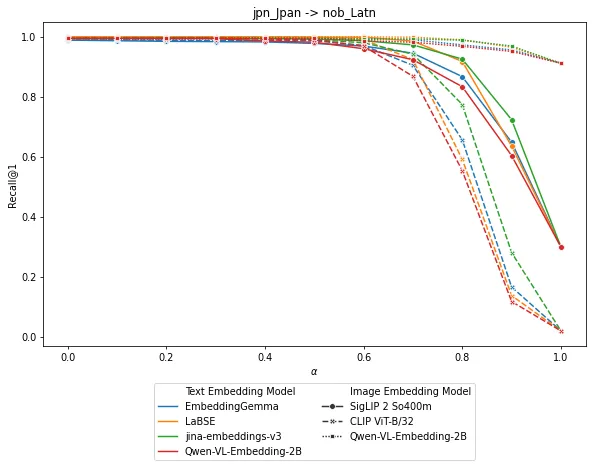 jpn_Jpan -> nob_Latn
1.0
0.8
0.6
0.4
0.2
0.0
Recall@1
0.0 0.2 0.4 0.6 0.8 1.0
α
Text Embedding Model
EmbeddingGemma
LaBSE
jina-embeddings-v3
Qwen-VL-Embedding-2B
Image Embedding Model
SigLIP 2 So400m
CLIP ViT-B/32
Qwen-VL-Embedding-2B